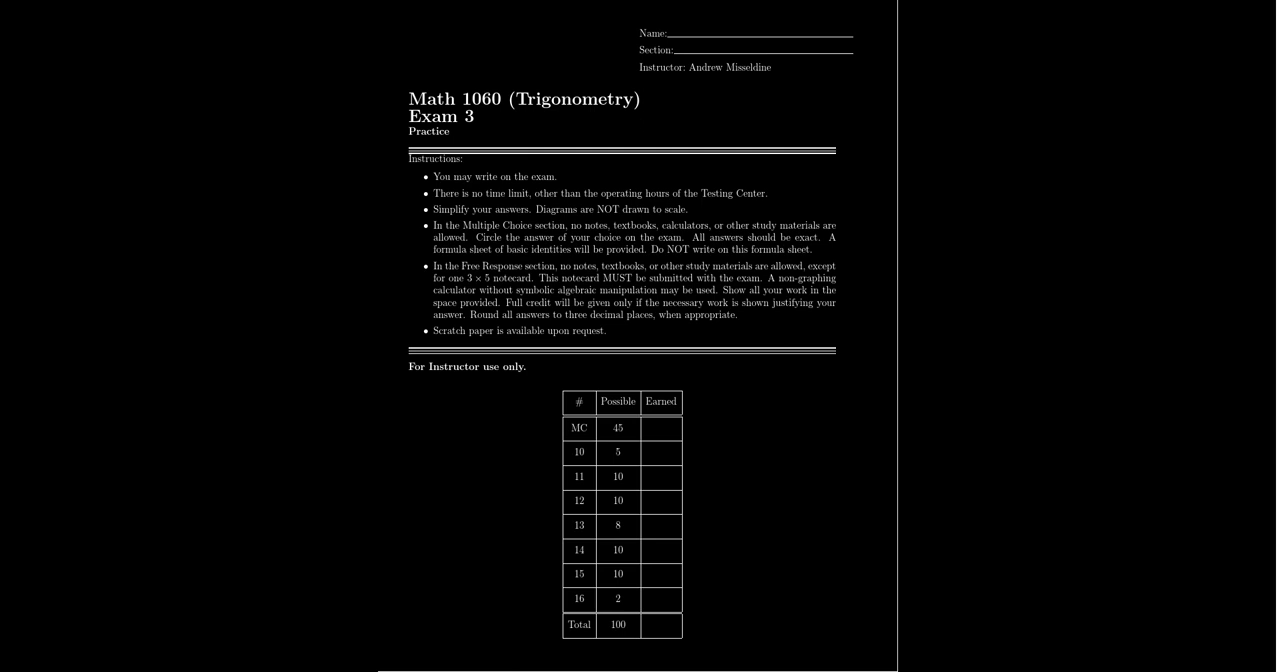 Name:
Section:
Instructor: Andrew Misseldine
Math 1060 (Trigonometry)
Exam 3
Practice
Instructions:
• You may write on the exam.
• There is no time limit, other than the operating hours of the Testing Center.
• Simplify your answers. Diagrams are NOT drawn to scale.
• In the Multiple Choice section, no notes, textbooks, calculators, or other study materials are
allowed. Circle the answer of your choice on the exam. All answers should be exact. A
formula sheet of basic identities will be provided. Do NOT write on this formula sheet.
• In the Free Response section, no notes, textbooks, or other study materials are allowed, except
for one 3 × 5 notecard. This notecard MUST be submitted with the exam. A non-graphing
calculator without symbolic algebraic manipulation may be used. Show all your work in the
space provided. Full credit will be given only if the necessary work is shown justifying your
answer. Round all answers to three decimal places, when appropriate.
• Scratch paper is available upon request.
For Instructor use only.
# Possible Earned
MC 45
10 5
11 10
12 10
13 8
14 10
15 10
16 2
Total 100